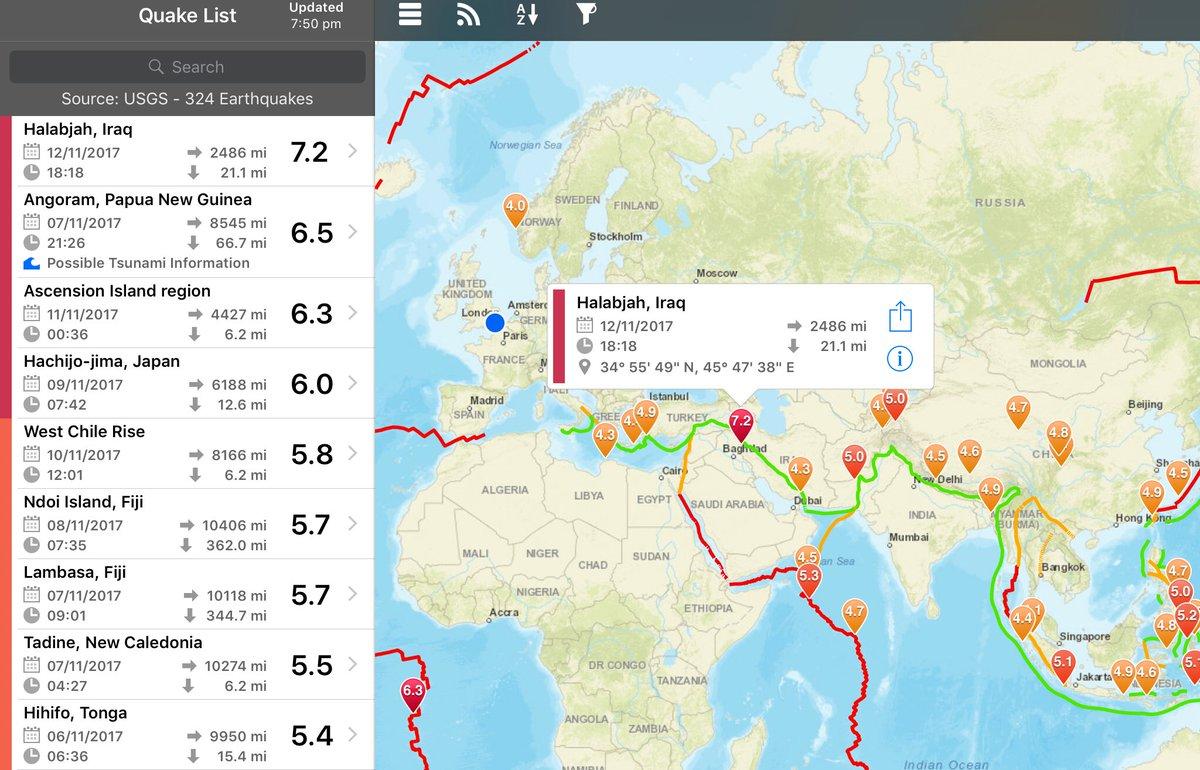 Quake List
Updated
7:50 pm
Search
Source: USGS - 324 Earthquakes
Halabjah, Iraq
12/11/2017 2486 mi
18:18 21.1 mi
7.2
Angoram, Papua New Guinea
07/11/2017 8545 mi
21:26 66.7 mi
6.5
Possible Tsunami Information
Ascension Island region
11/11/2017 4427 mi
00:36 6.2 mi
6.3
Hachijo-jima, Japan
09/11/2017 6188 mi
07:42 12.6 mi
6.0
West Chile Rise
10/11/2017 8166 mi
12:01 6.2 mi
5.8
Ndoi Island, Fiji
08/11/2017 10406 mi
07:35 362.0 mi
5.7
Lambasa, Fiji
07/11/2017 10118 mi
09:01 344.7 mi
5.7
Tadine, New Caledonia
07/11/2017 10274 mi
04:27 6.2 mi
5.5
Hihifo, Tonga
06/11/2017 9950 mi
06:36 15.4 mi
5.4
A
Z
Norwegian Sea
4.0
SWEDEN
FINLAND
NORWAY
RUSSIA
Stockholm
Moscow
UNITED
KINGDOM
Paris
FRANCE
Halabjah, Iraq
12/11/2017 2486 mi
18:18 21.1 mi
34° 55' 49" N, 45° 47' 38" E
MONGOLIA
Madrid
SPAIN
Istanbul
TURKEY
4.3
4.9
7.2
Baghdad
5.0
4.7
Beijing
4.8
4.5
4.6
5.0
4.3
4.9
4.9
4.5
New Delhi
Dubai
ALGERIA
LIBYA
EGYPT
SAUDI ARABIA
INDIA
MYANMAR
(BURMA)
Hong Kong
Mumbai
MALI
NIGER
CHAD
SUDAN
4.5
5.3
4.7
Bangkok
NIGERIA
Accra
ETHIOPIA
4.7
5.0
5.2
4.8
4.4
Singapore
5.1
Jakarta
4.9
4.6
DR CONGO
TANZANIA
6.3
ANGOLA
ZAMBIA
Indian Ocean